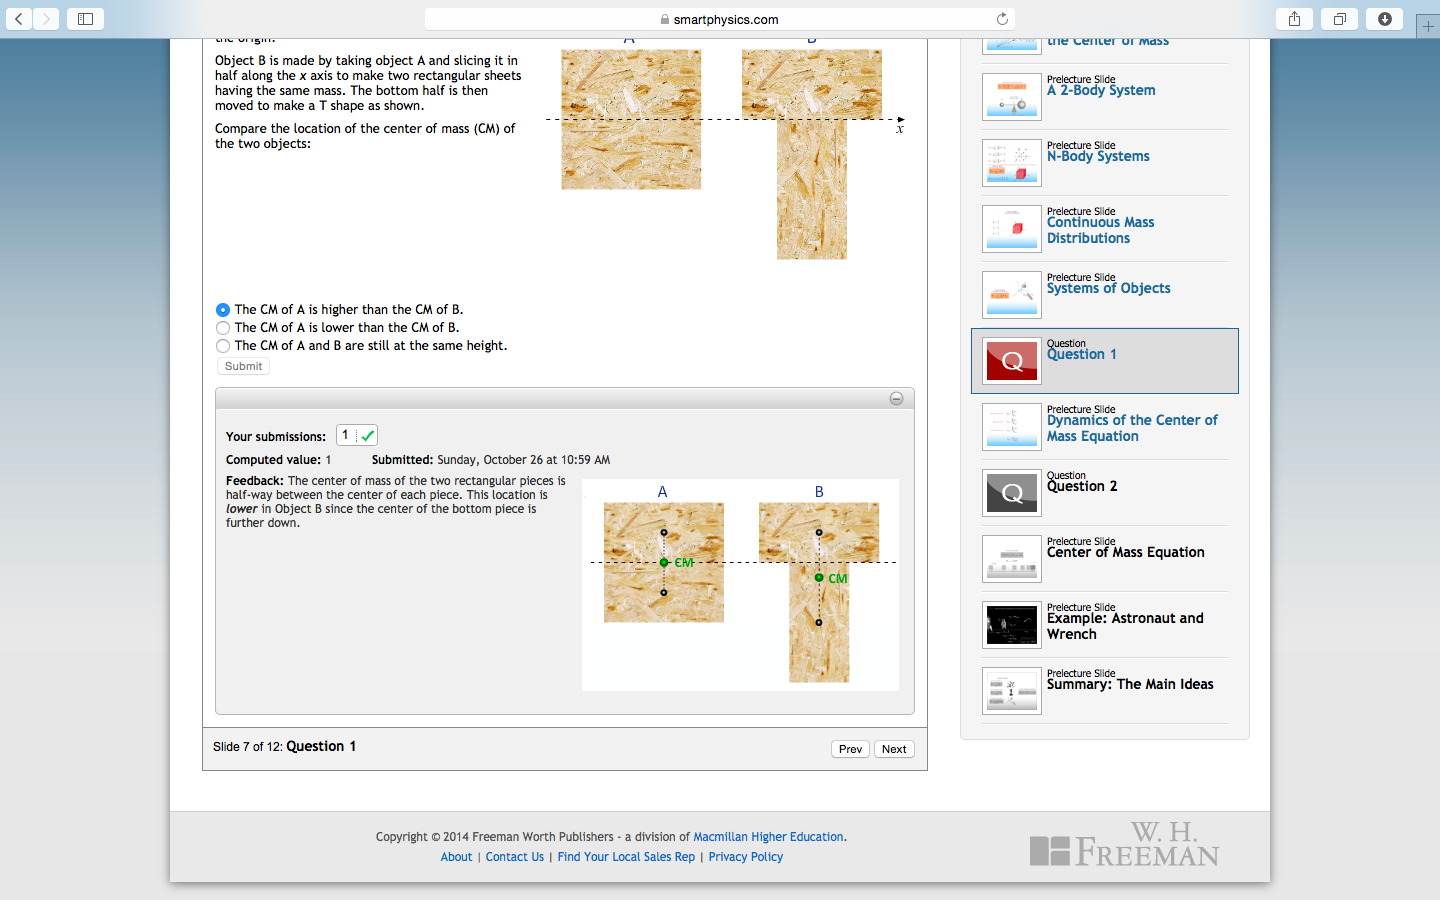 smartphysics.com
the origin.
Object B is made by taking object A and slicing it in
half along the x axis to make two rectangular sheets
having the same mass. The bottom half is then
moved to make a T shape as shown.
Compare the location of the center of mass (CM) of
the two objects:
A B
x
The CM of A is higher than the CM of B.
The CM of A is lower than the CM of B.
The CM of A and B are still at the same height.
Submit
Your submissions: 1
Computed value: 1 Submitted: Sunday, October 26 at 10:59 AM
Feedback: The center of mass of the two rectangular pieces is
half-way between the center of each piece. This location is
lower in Object B since the center of the bottom piece is
further down.
A B
CM
CM
Slide 7 of 12: Question 1
Prev Next
the Center of Mass
Prelecture Slide
A 2-Body System
Prelecture Slide
N-Body Systems
Prelecture Slide
Continuous Mass
Distributions
Prelecture Slide
Systems of Objects
Q
Question
Question 1
Prelecture Slide
Dynamics of the Center of
Mass Equation
Q
Question
Question 2
Prelecture Slide
Center of Mass Equation
Prelecture Slide
Example: Astronaut and
Wrench
Prelecture Slide
Summary: The Main Ideas
Copyright © 2014 Freeman Worth Publishers - a division of Macmillan Higher Education.
About | Contact Us | Find Your Local Sales Rep | Privacy Policy
W. H.
FREEMAN